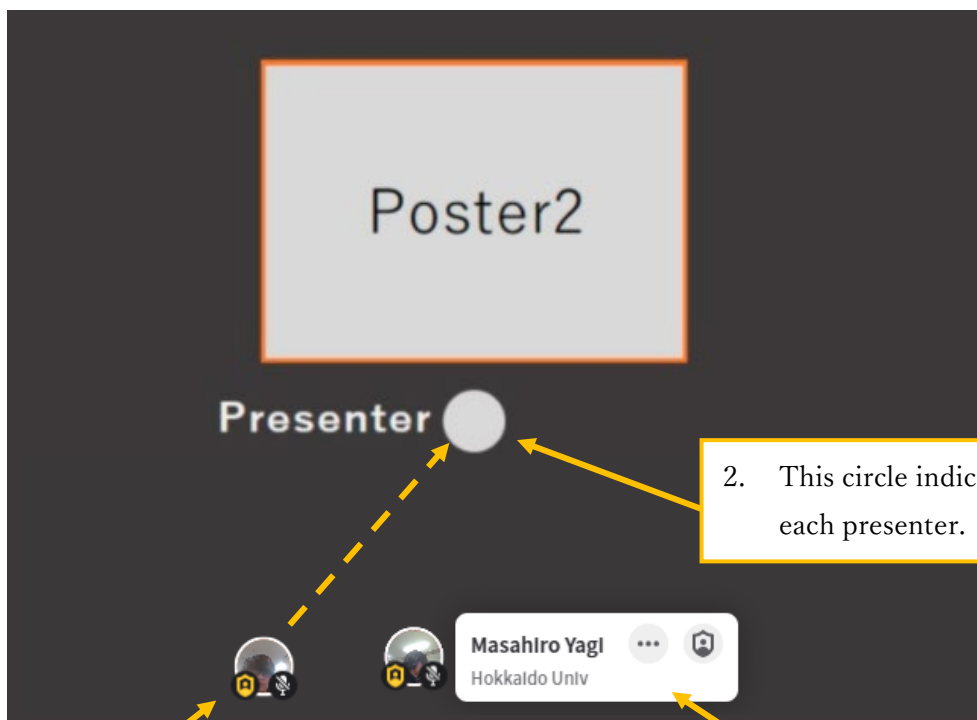 Poster2
Presenter
2. This circle indic
each presenter.
Masahiro Yagi
Hokkaido Univ